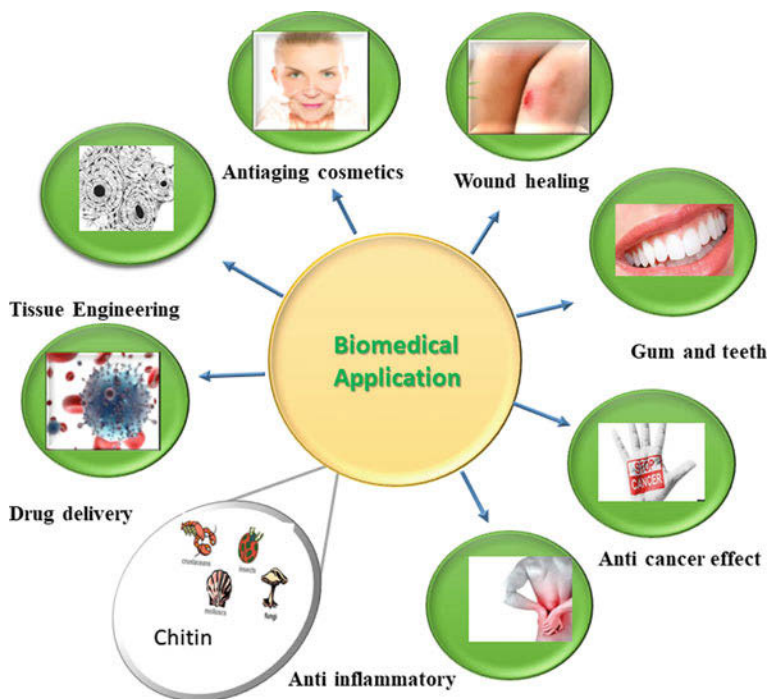 Antiaging cosmetics
Wound healing
Tissue Engineering
Biomedical
Application
Gum and teeth
Drug delivery
STOP
CANCER
Anti cancer effect
crustaceans
insects
molluscs
fungi
Chitin
Anti inflammatory